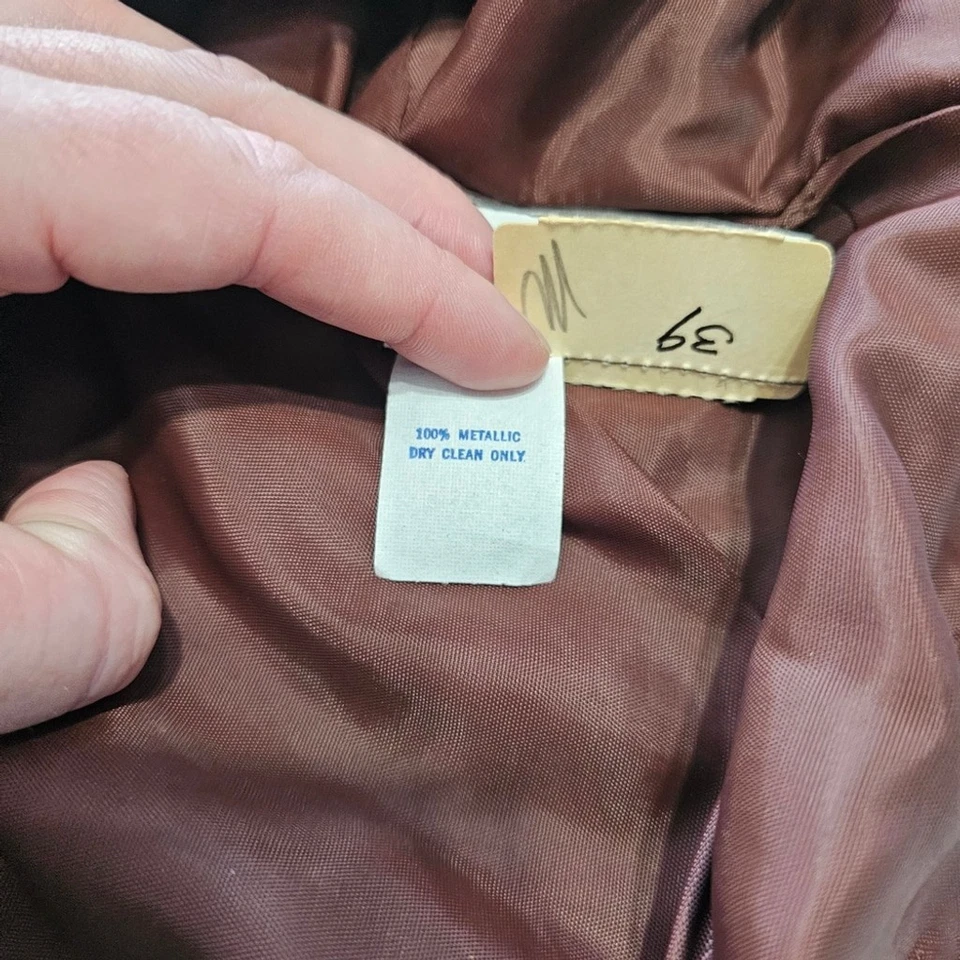 39
100% METALLIC
DRY CLEAN ONLY.